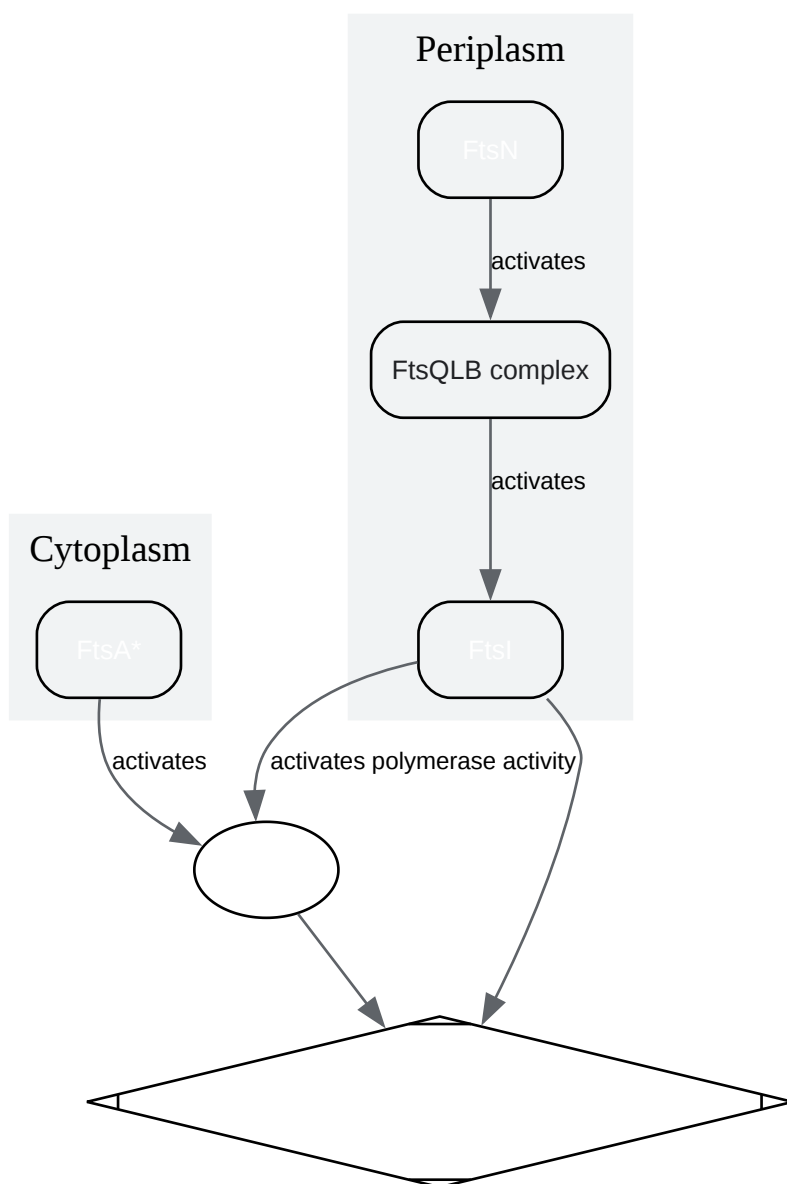 Periplasm
FtsN
activates
FtsQLB complex
activates
Cytoplasm
FtsA*
FtsI
activates
activates polymerase activity